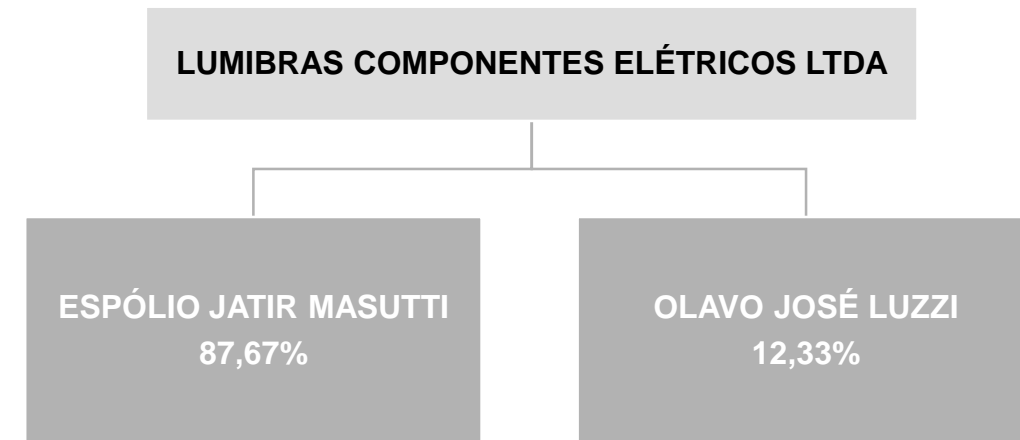 LUMIBRAS COMPONENTES ELÉTRICOS LTDA
ESPÓLIO JATIR MASUTTI
87,67%
OLAVO JOSÉ LUZZI
12,33%